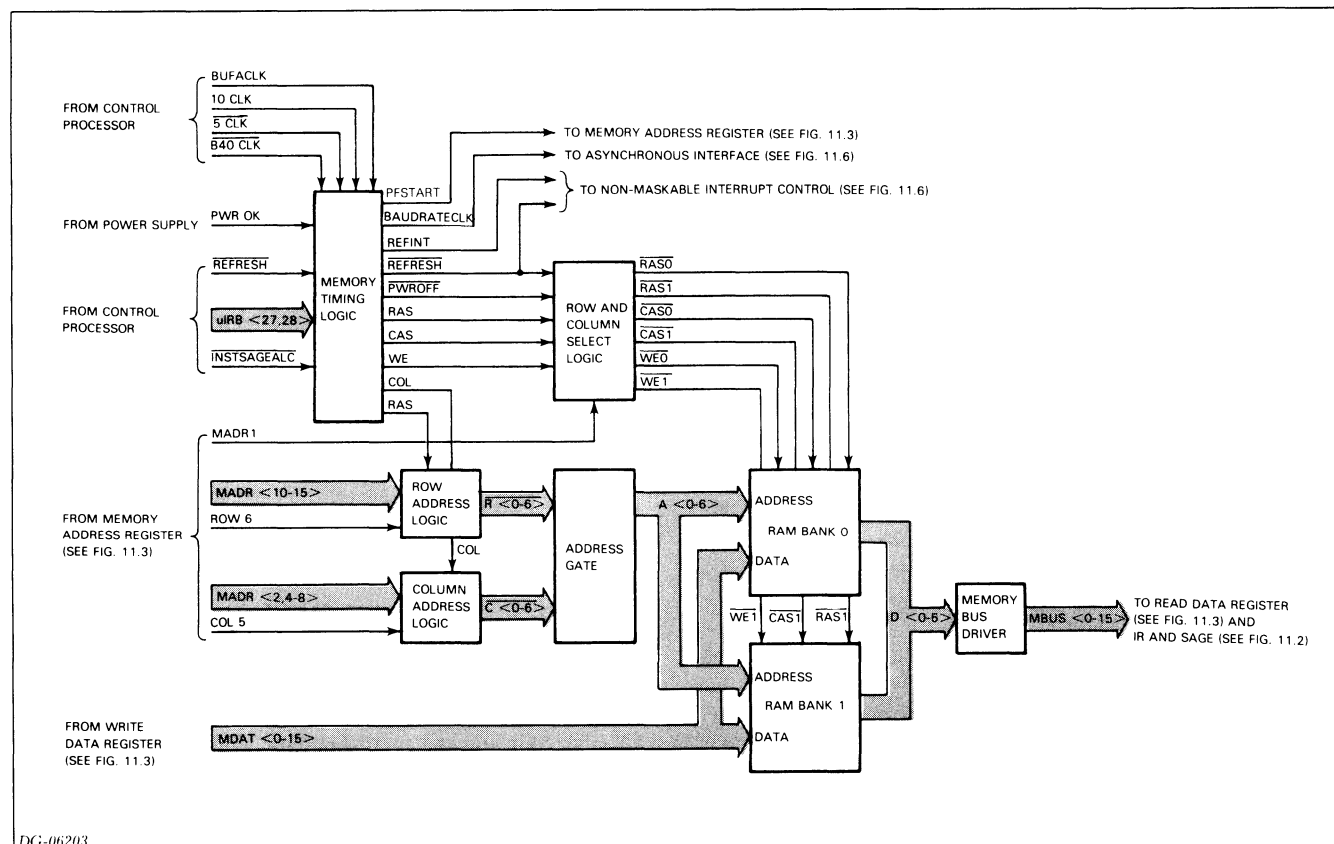 BUFACLK
10 CLK
5 CLK
B40 CLK
FROM CONTROL
PROCESSOR
TO MEMORY ADDRESS REGISTER (SEE FIG. 11.3)
TO ASYNCHRONOUS INTERFACE (SEE FIG. 11.6)
TO NON-MASKABLE INTERRUPT CONTROL (SEE FIG. 11.6)
FROM POWER SUPPLY
PWR OK
FROM CONTROL
PROCESSOR
REFRESH
uIRB <27,28>
INSTSAGEALC
MEMORY
TIMING
LOGIC
PFSTART
BAUDRATECLK
REFINT
REFRESH
PWROFF
RAS
CAS
WE
COL
RAS
ROW AND
COLUMN
SELECT
LOGIC
RAS0
RAS1
CAS0
CAS1
WE0
WE1
MADR1
FROM MEMORY
ADDRESS REGISTER
(SEE FIG. 11.3)
MADR <10-15>
ROW 6
MADR <2,4-8>
COL 5
ROW
ADDRESS
LOGIC
COL
COLUMN
ADDRESS
LOGIC
R <0-6>
C <0-6>
ADDRESS
GATE
A <0-6>
ADDRESS
RAM BANK 0
DATA
WE1
CAS1
RAS1
ADDRESS
RAM BANK 1
DATA
D <0-6>
MEMORY
BUS
DRIVER
MBUS <0-15>
TO READ DATA REGISTER
(SEE FIG. 11.3) AND
IR AND SAGE (SEE FIG. 11.2)
FROM WRITE
DATA REGISTER
(SEE FIG. 11.3)
MDAT <0-15>
DG-06203